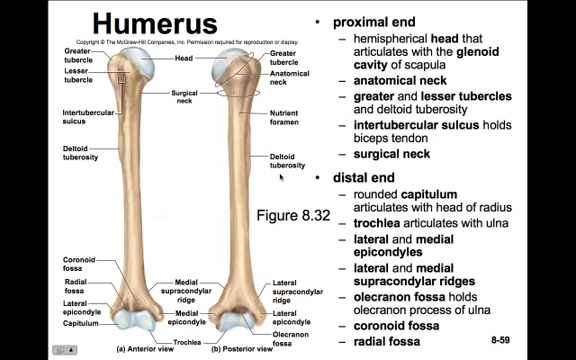 Humerus
Copyright © The McGraw-Hill Companies, Inc. Permission required for reproduction or display.
Greater
tubercle
Lesser
tubercle
Intertubercular
sulcus
Deltoid
tuberosity
Head
Surgical
neck
Greater
tubercle
Anatomical
neck
Nutrient
foramen
Deltoid
tuberosity
Figure 8.32
Coronoid
fossa
Radial
fossa
Lateral
epicondyle
Capitulum
Medial
supracondylar
ridge
Medial
epicondyle
Trochlea
Lateral
supracondylar
ridge
Lateral
epicondyle
Olecranon
fossa
(a) Anterior view
(b) Posterior view
• proximal end
– hemispherical head that
articulates with the glenoid
cavity of scapula
– anatomical neck
– greater and lesser tubercles
and deltoid tuberosity
– intertubercular sulcus holds
biceps tendon
– surgical neck
• distal end
– rounded capitulum
articulates with head of radius
– trochlea articulates with ulna
– lateral and medial
epicondyles
– lateral and medial
supracondylar ridges
– olecranon fossa holds
olecranon process of ulna
– coronoid fossa
– radial fossa
8-59